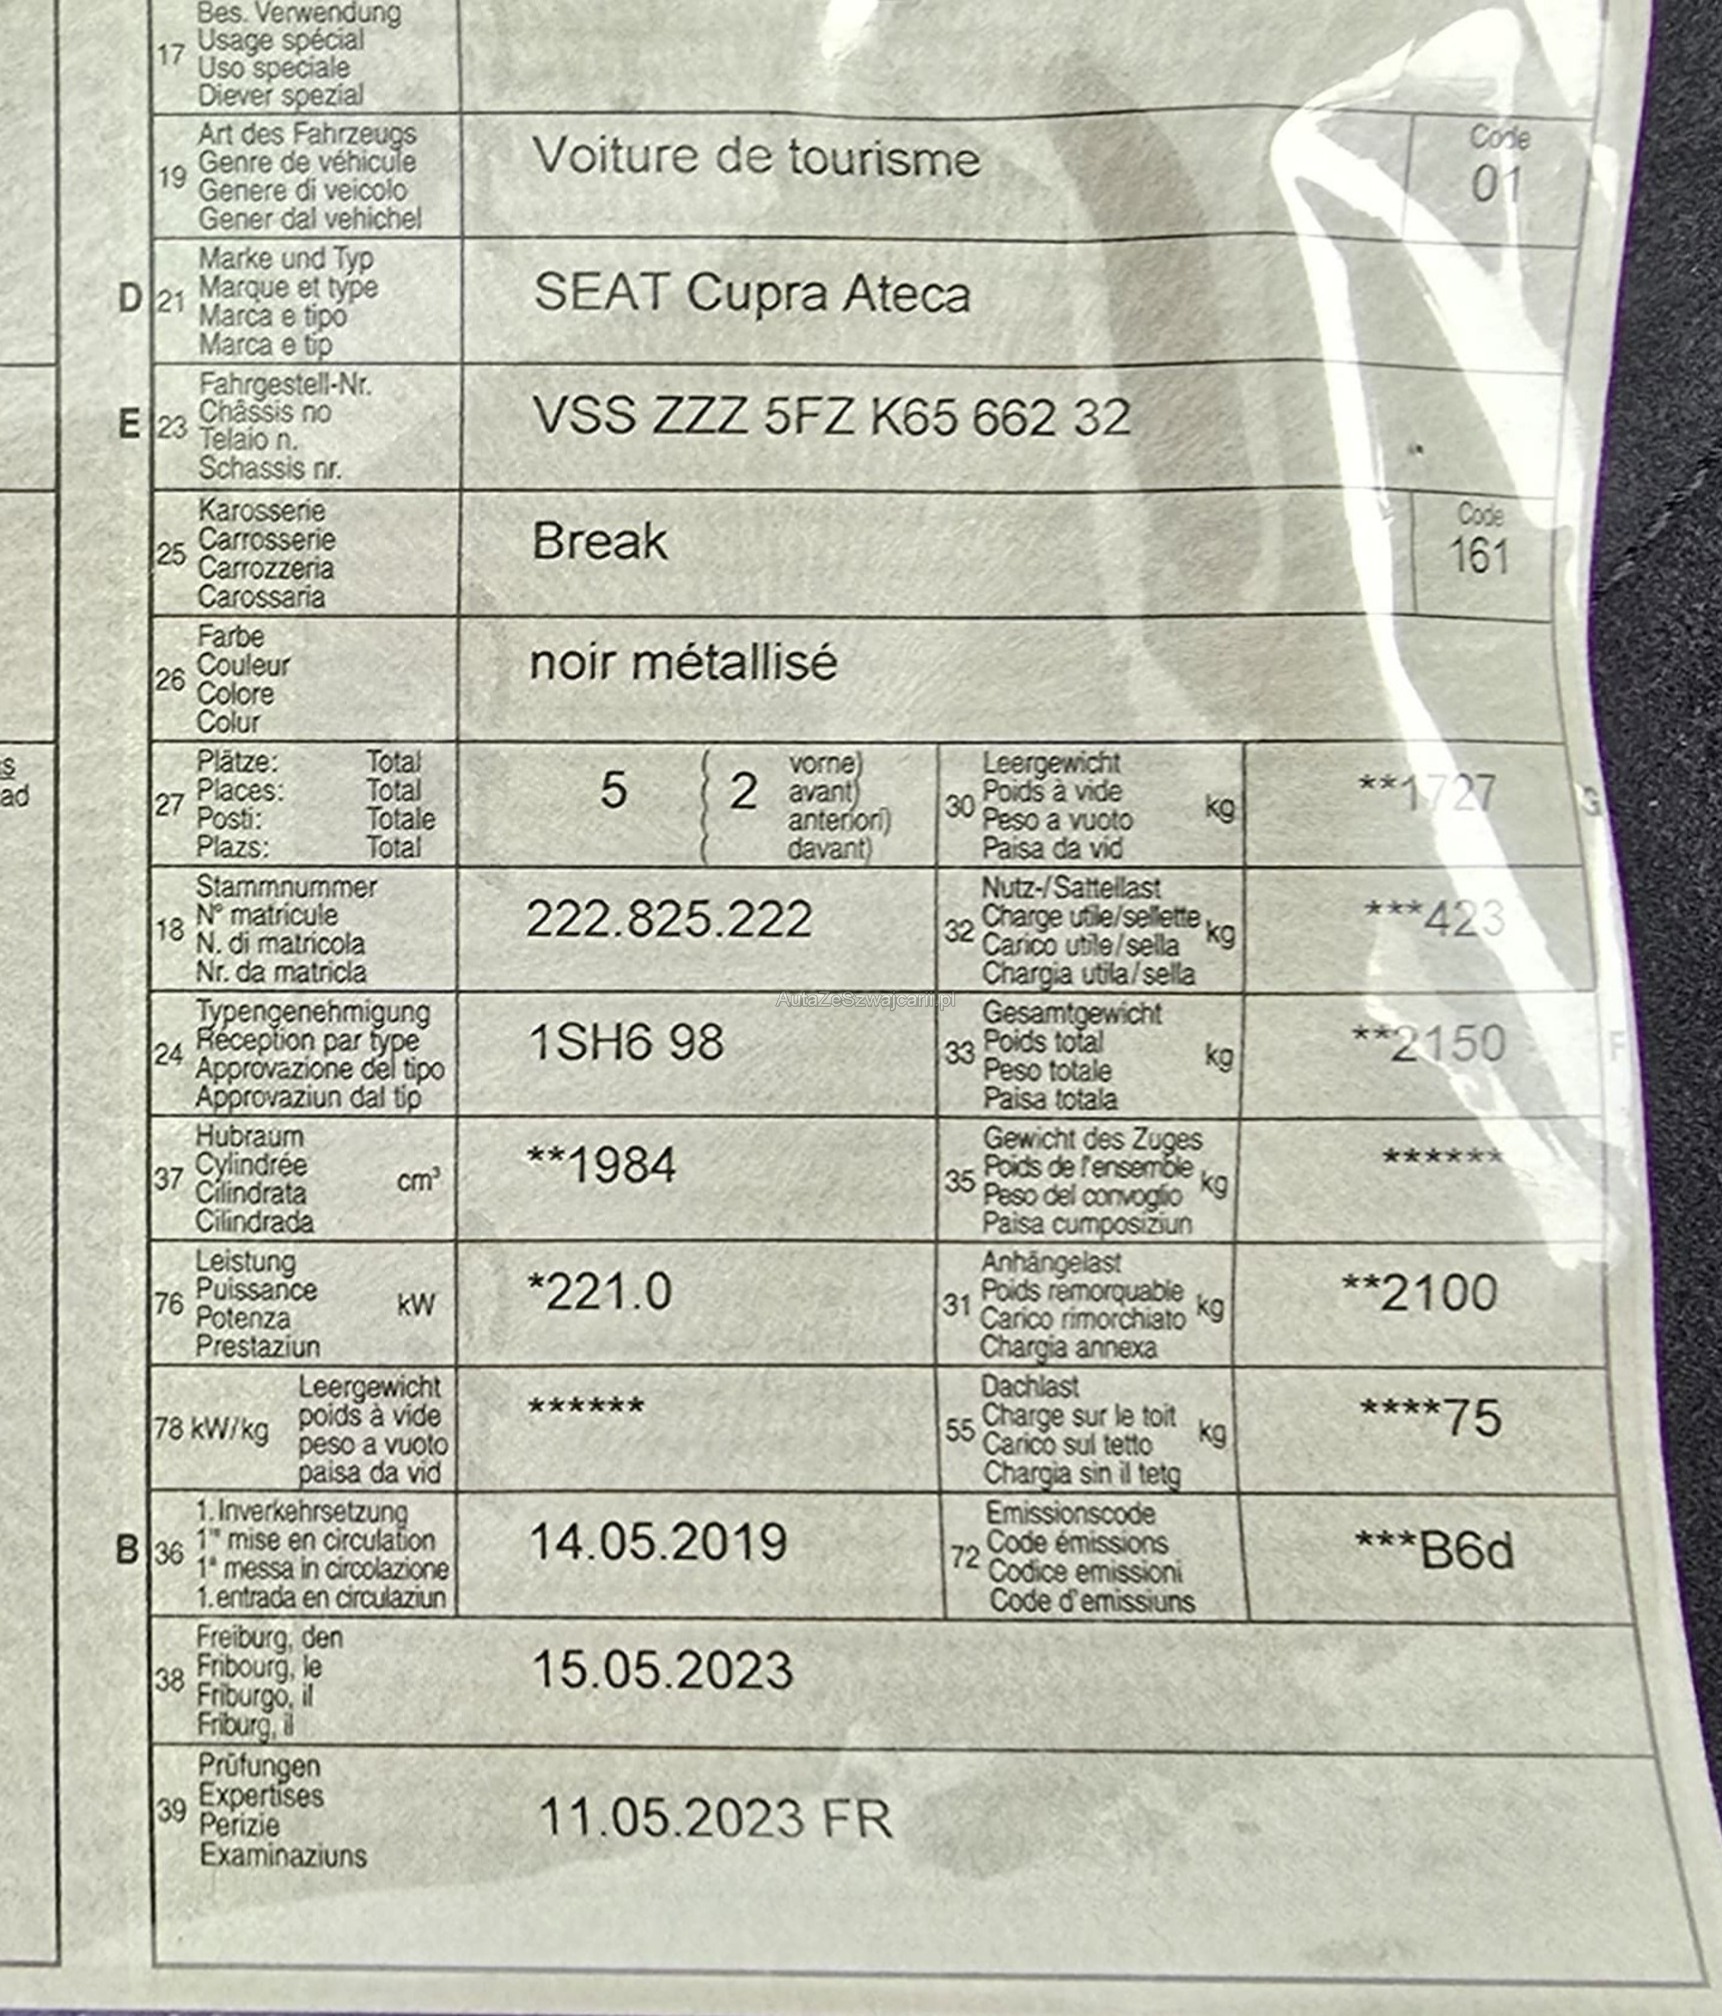 Bes. Verwendung
17 Usage spécial
Uso speciale
Diever spezial
Art des Fahrzeugs
19 Genre de véhicule
Genere di veicolo
Gener dal vehichel
Voiture de tourisme
Code
01
Marke und Typ
D 21 Marque et type
Marca e tipo
Marca e tip
SEAT Cupra Ateca
Fahrgestell-Nr.
E 23 Châssis no
Telaio n.
Schassis nr.
VSS ZZZ 5FZ K65 662 32
Karosserie
25 Carrosserie
Carrozzeria
Carossaria
Break
Code
161
Farbe
26 Couleur
Colore
Colur
noir métallisé
s
ad
Plätze: Total
27 Places: Total
Posti: Totale
Plazs: Total
5 ( 2 vorne)
avant)
anteriori)
( davant)
Leergewicht
30 Poids à vide kg
Peso a vuoto
Paisa da vid
**1727 G
Stammnummer
18 N° matricule
N. di matricola
Nr. da matricla
222.825.222
Nutz-/Sattellast
32 Charge utile/sellette kg
Carico utile/sella
Chargia utila/sella
***423
AutaZeSzwajcarii.pl
Typengenehmigung
24 Réception par type
Approvazione del tipo
Approvaziun dal tip
1SH6 98
Gesamtgewicht
33 Poids total kg
Peso totale
Paisa totala
**2150 F
Hubraum
37 Cylindrée cm³
Cilindrata
Cilindrada
**1984
Gewicht des Zuges
35 Poids de l'ensemble kg
Peso del convoglio
Paisa cumposiziun
******
Leistung
76 Puissance kW
Potenza
Prestaziun
*221.0
Anhängelast
31 Poids remorquable kg
Carico rimorchiato
Chargia annexa
**2100
Leergewicht
78 kW/kg poids à vide
peso a vuoto
paisa da vid
******
Dachlast
55 Charge sur le toit kg
Carico sul tetto
Chargia sin il tetg
****75
1. Inverkehrsetzung
B 36 1re mise en circulation
1a messa in circolazione
1. entrada en circulaziun
14.05.2019
Emissionscode
72 Code émissions
Codice emissioni
Code d'emissiuns
***B6d
Freiburg, den
38 Fribourg, le
Friburgo, il
Friburg, il
15.05.2023
Prüfungen
39 Expertises
Perizie
Examinaziuns
11.05.2023 FR